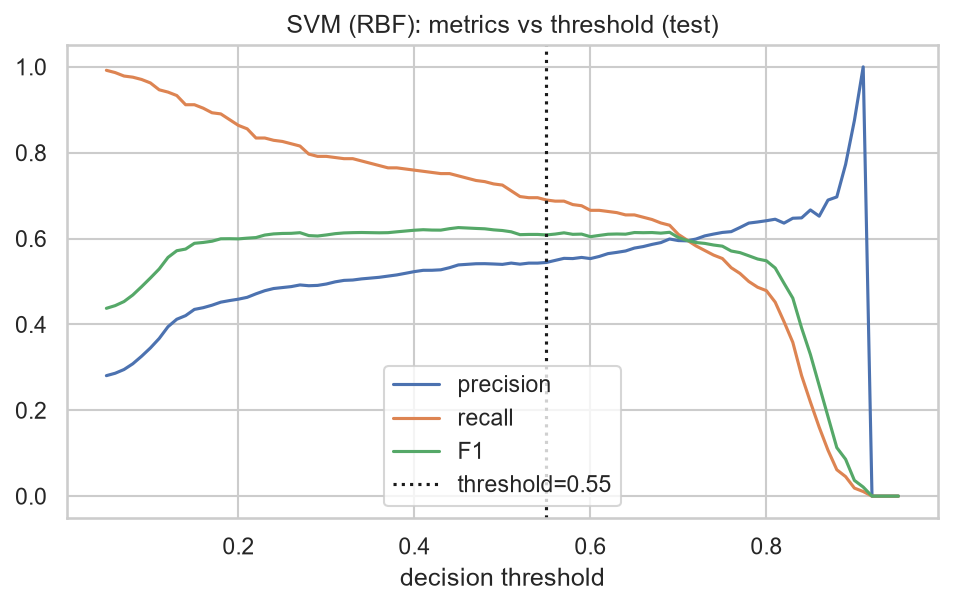 SVM (RBF): metrics vs threshold (test)
1.0
0.8
0.6
0.4
0.2
0.0
precision
recall
F1
threshold=0.55
0.2
0.4
0.6
0.8
decision threshold